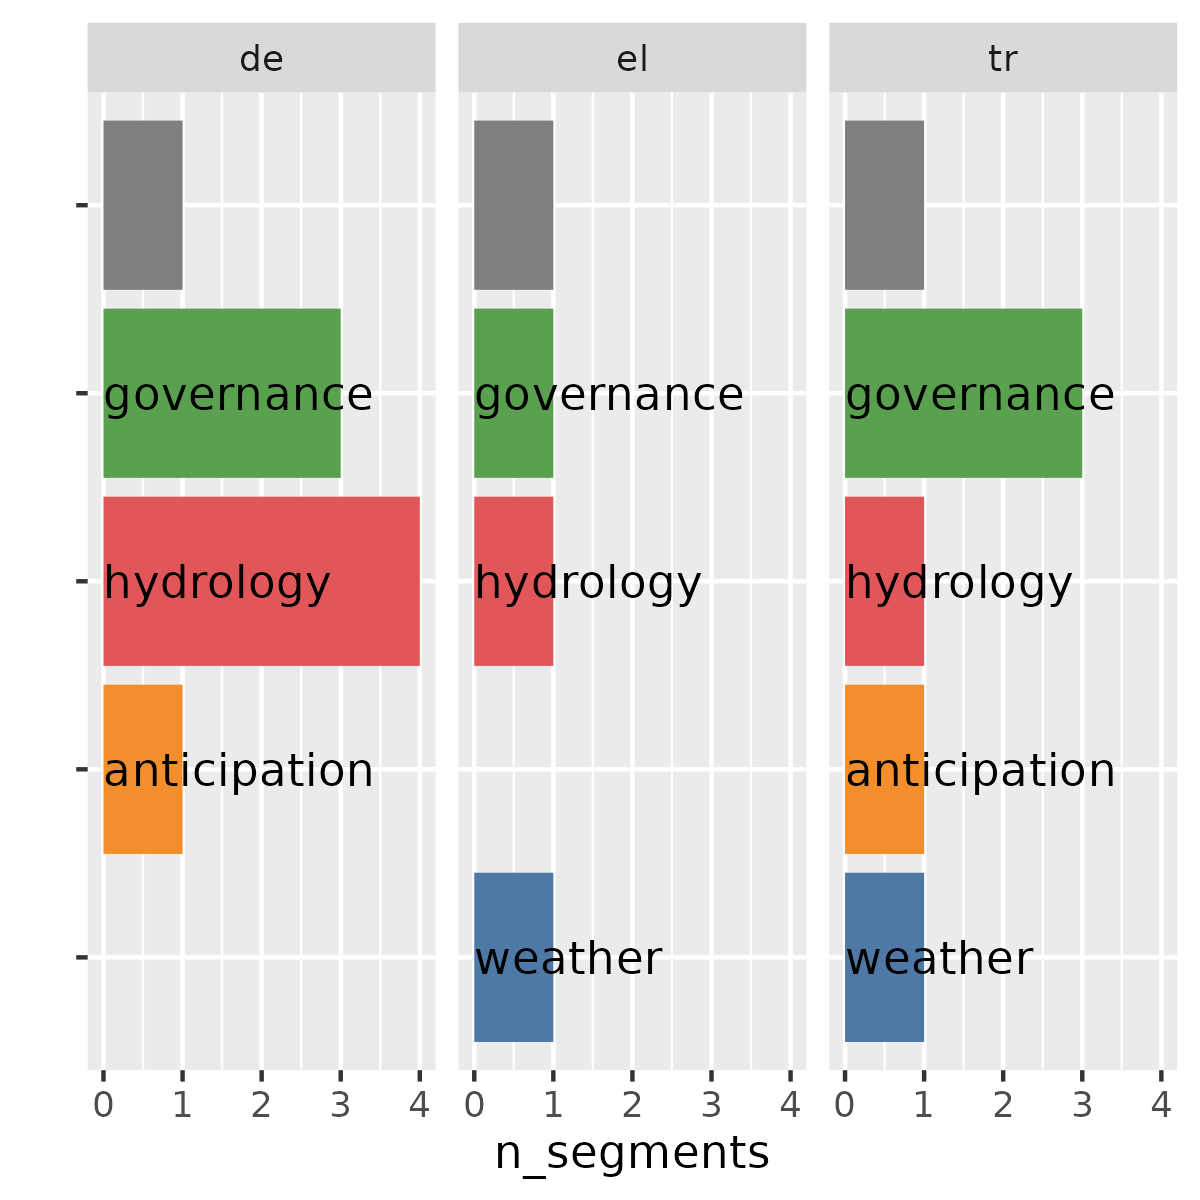 de el tr
governance governance governance
hydrology hydrology hydrology
anticipation anticipation
weather weather
0 1 2 3 4 0 1 2 3 4 0 1 2 3 4
n_segments